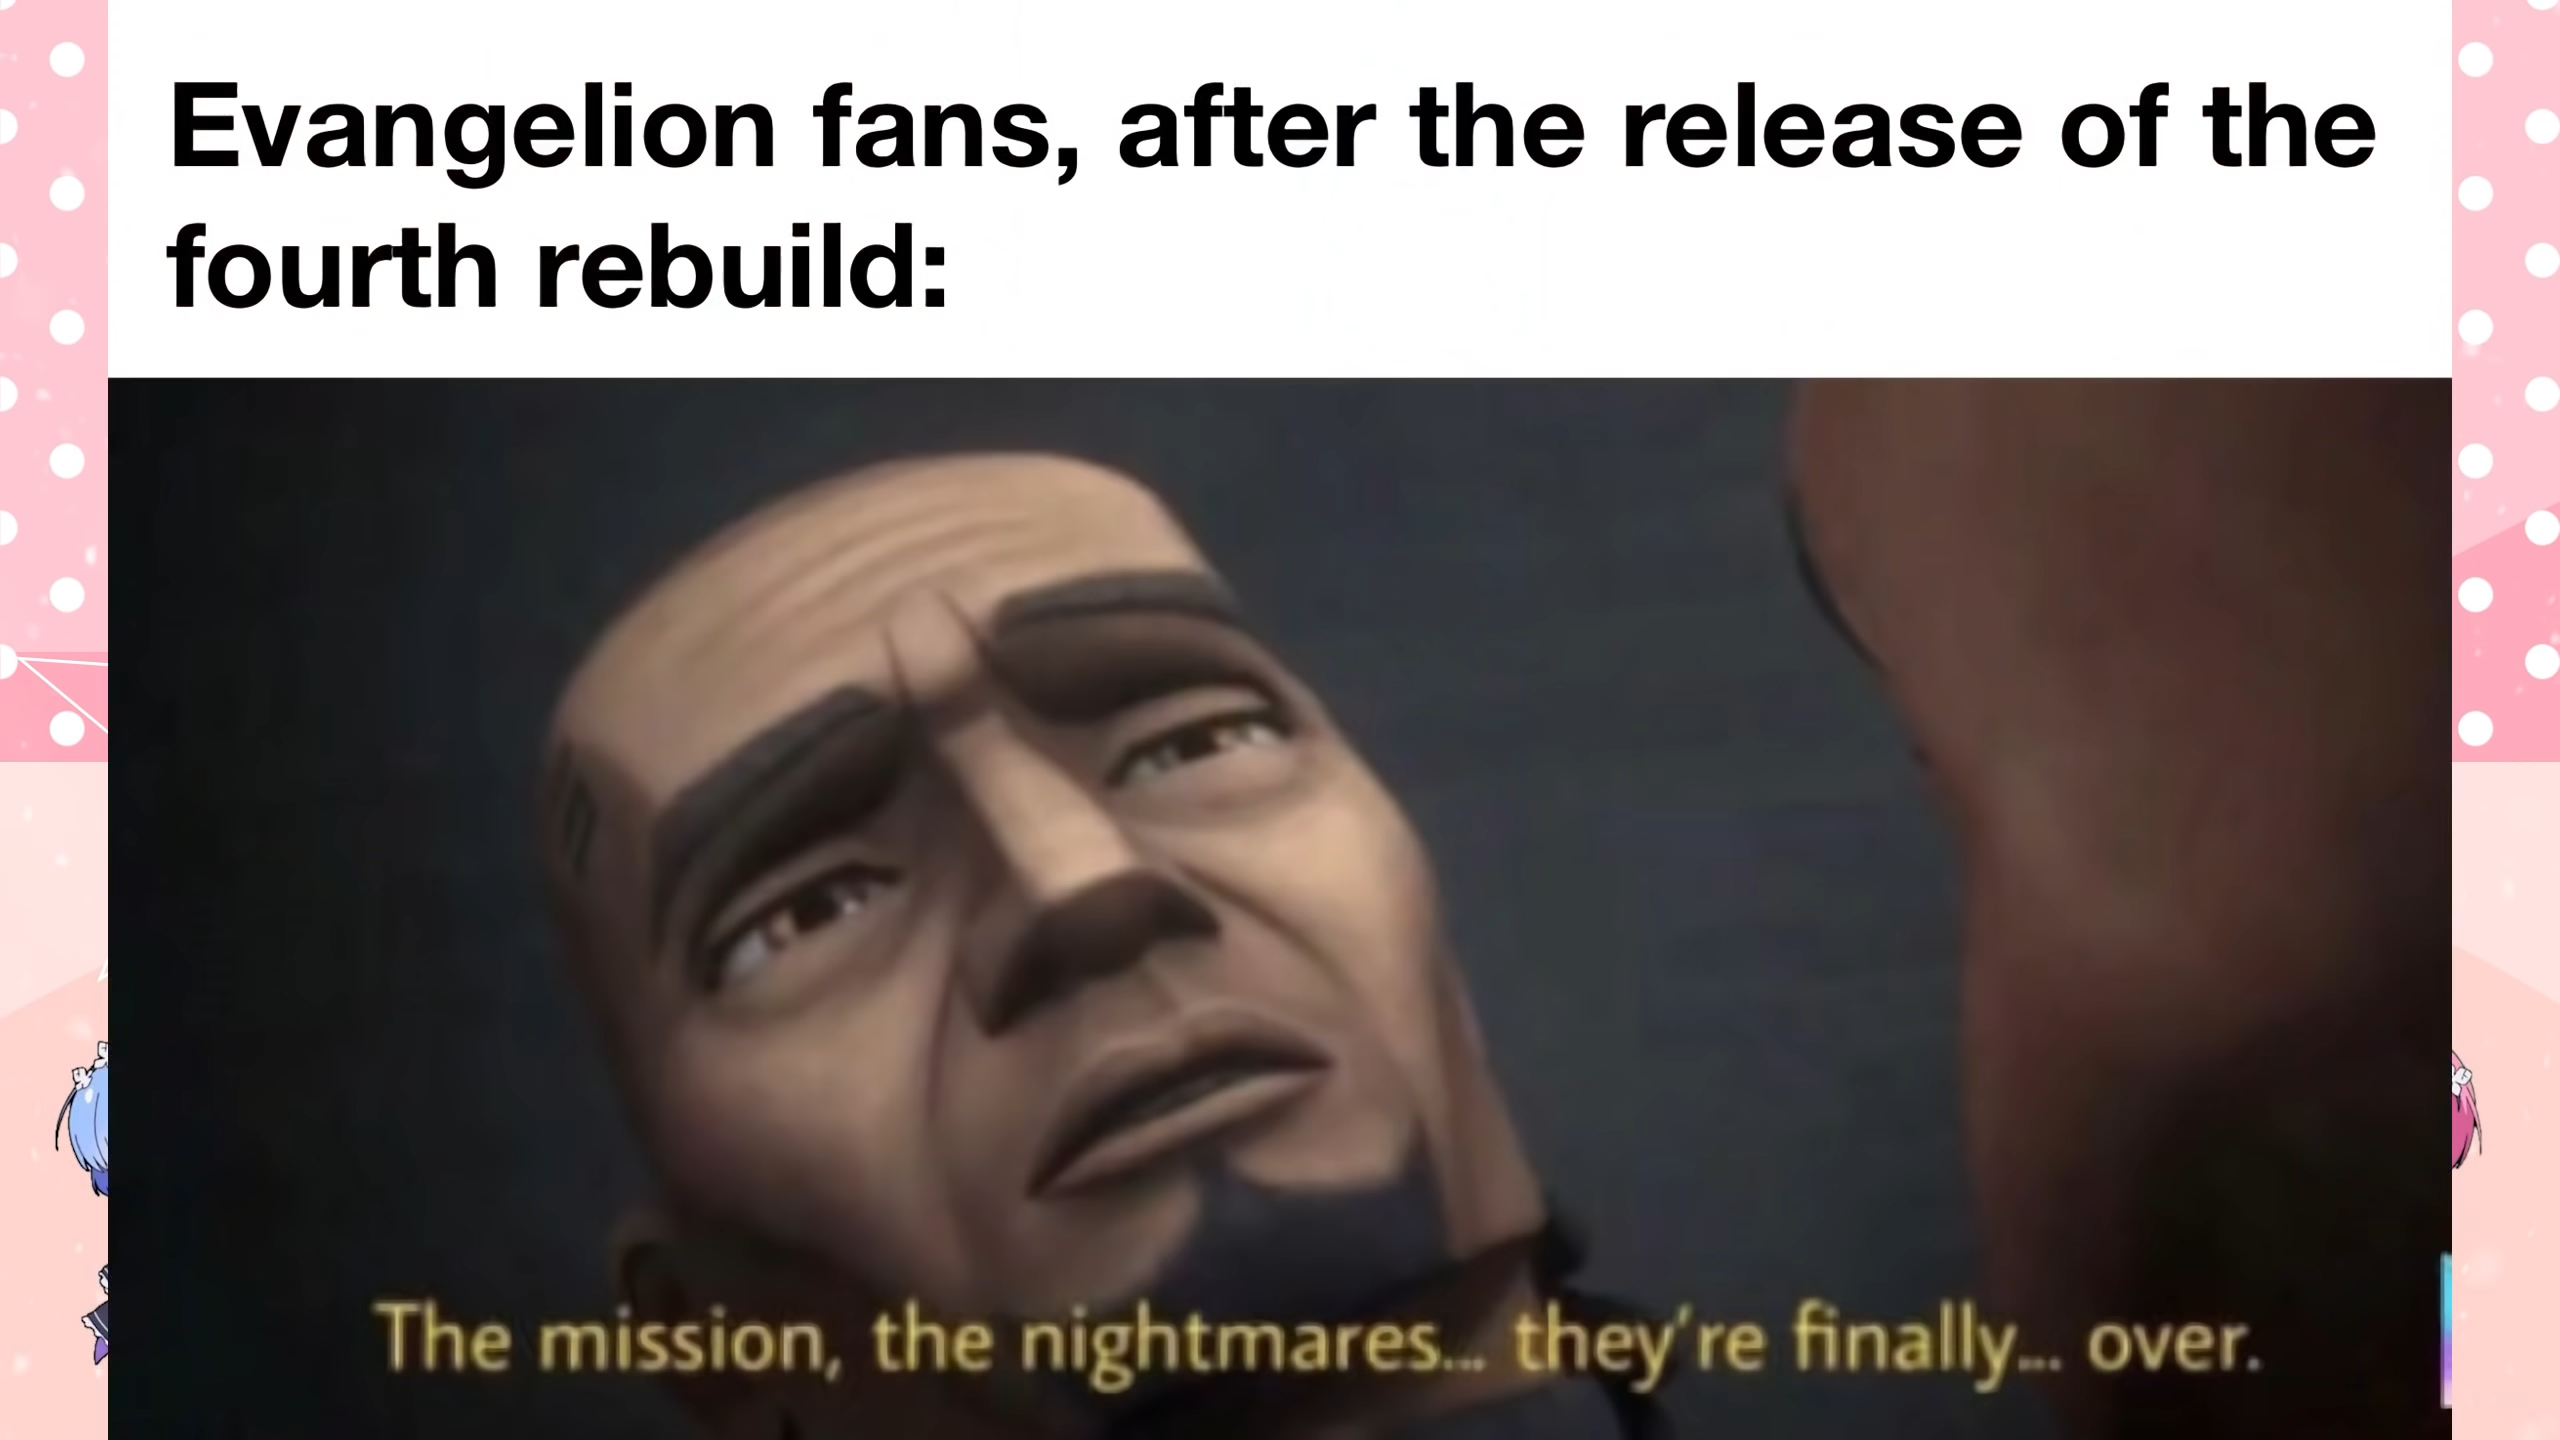 Evangelion fans, after the release of the
fourth rebuild:
The mission, the nightmares... they're finally... over.